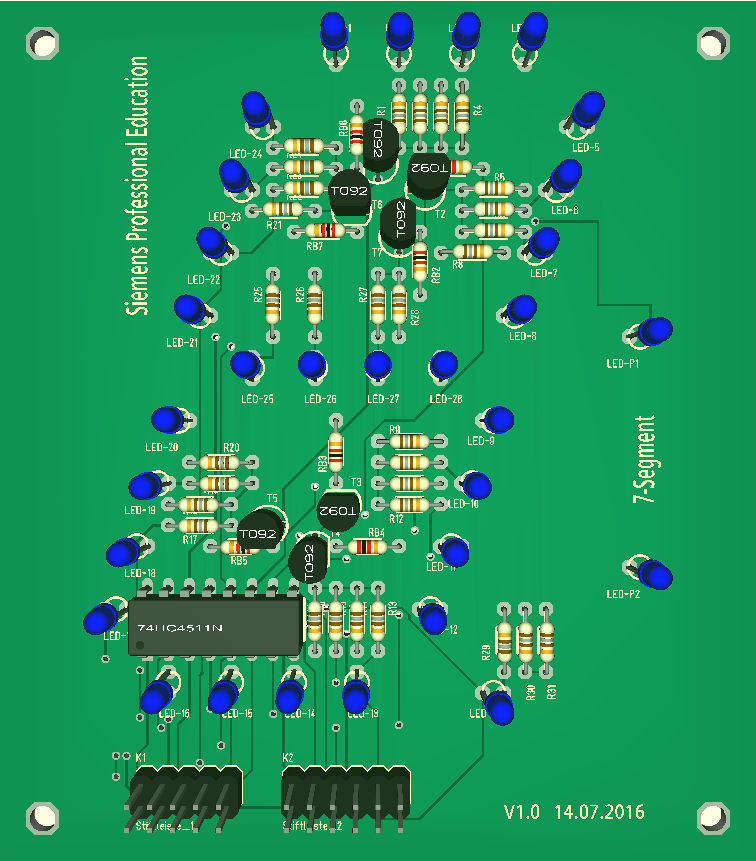 R1
R4
RB6
TO92
LED-24
LED-5
Siemens Professional Education
TO92
TO92
R5
LED-23
R21
T6
T2
LED-6
TO92
RB7
T7
R8
RB2
LED-22
LED-7
R25
R26
R27
R28
LED-21
LED-8
LED-P1
LED-25
LED-26
LED-27
LED-28
LED-20
R9
LED-9
7-Segment
R20
RB3
LED-19
T5
T3
LED-10
TO92
R12
R17
TO92
RB4
RB5
TO92
LED-18
LED-P2
74HC4511N
R13
LED-12
R29
R30
R31
LED-16
LED-15
LED-14
LED-13
LED
K1
K2
V1.0 14.07.2016